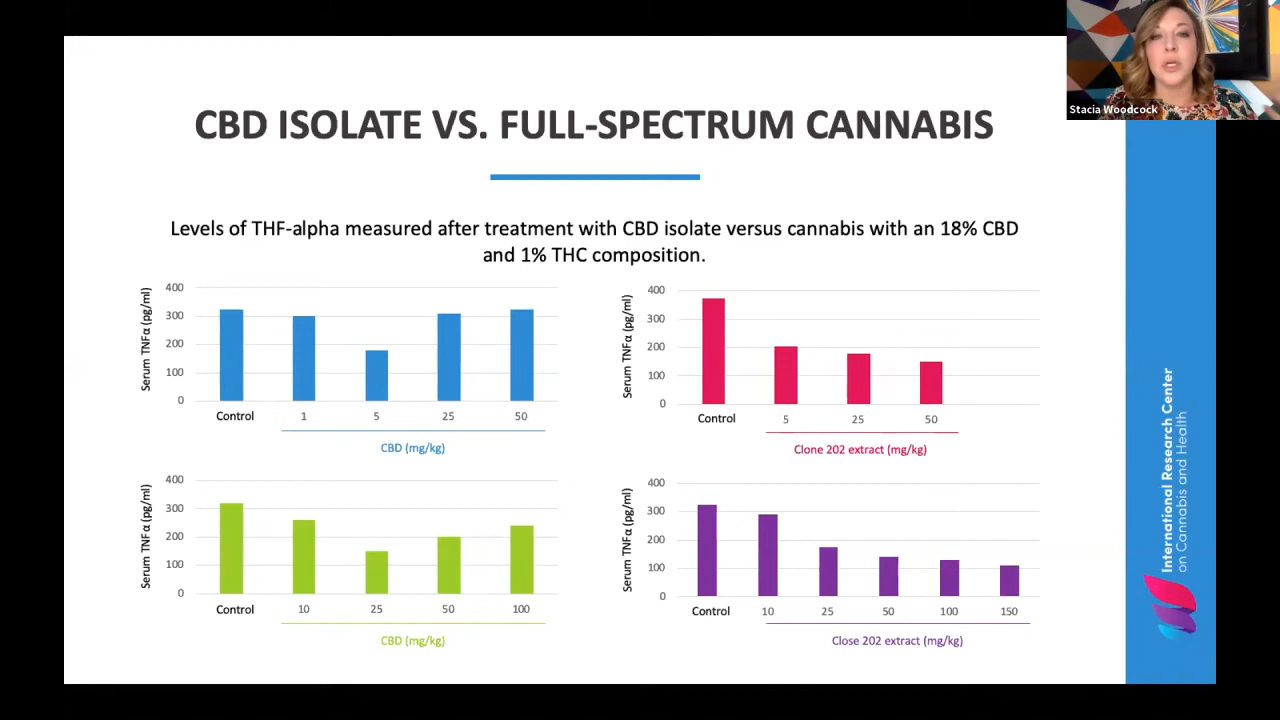 Stacia Woodcock
CBD ISOLATE VS. FULL-SPECTRUM CANNABIS
Levels of THF-alpha measured after treatment with CBD isolate versus cannabis with an 18% CBD
and 1% THC composition.
Serum TNFα (pg/ml)
400
300
200
100
0
Control 1 5 25 50
CBD (mg/kg)
Serum TNFα (pg/ml)
400
300
200
100
0
Control 5 25 50
Clone 202 extract (mg/kg)
Serum TNFα (pg/ml)
400
300
200
100
0
Control 10 25 50 100
CBD (mg/kg)
Serum TNFα (pg/ml)
400
300
200
100
0
Control 10 25 50 100 150
Close 202 extract (mg/kg)
International Research Center
on Cannabis and Health